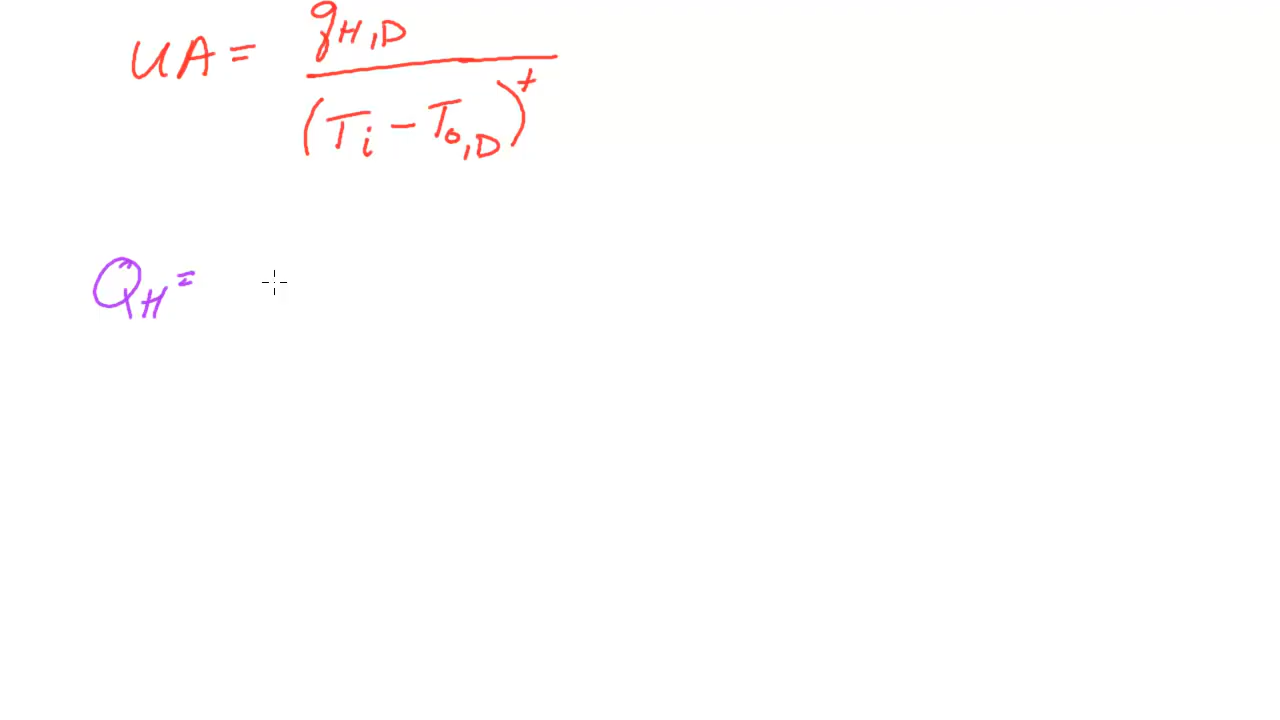 UA = q_{H,D} / (T_i - T_{o,D})^+
Q_H =